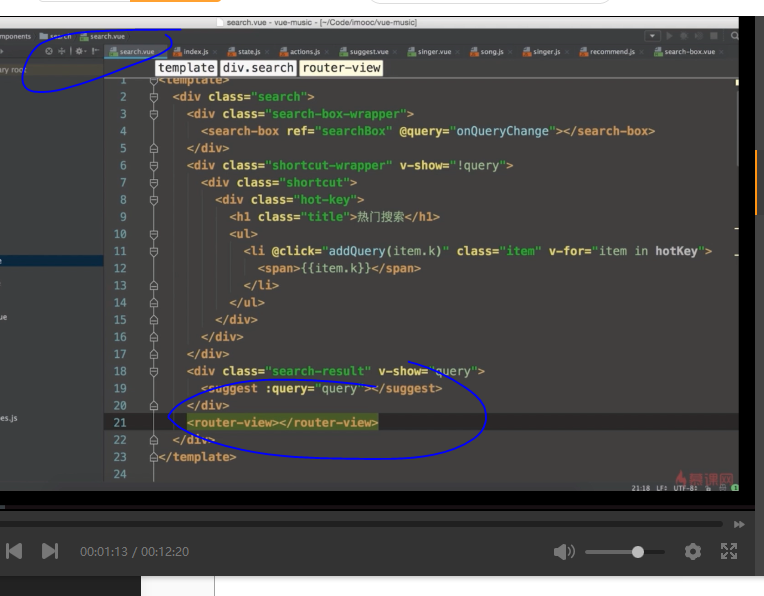 search.vue - vue-music - [~/Code/imooc/vue-music]
mponents search search.vue
search.vue index.js state.js actions.js suggest.vue singer.vue song.js singer.js recommend.js search-box.vue
ary root
template div.search router-view
1 <template>
2 <div class="search">
3 <div class="search-box-wrapper">
4 <search-box ref="searchBox" @query="onQueryChange"></search-box>
5 </div>
6 <div class="shortcut-wrapper" v-show="!query">
7 <div class="shortcut">
8 <div class="hot-key">
9 <h1 class="title">热门搜索</h1>
10 <ul>
11 <li @click="addQuery(item.k)" class="item" v-for="item in hotKey">
12 <span>{{item.k}}</span>
13 </li>
14 </ul>
15 </div>
16 </div>
17 </div>
18 <div class="search-result" v-show="query">
19 <suggest :query="query"></suggest>
20 </div>
21 <router-view></router-view>
22 </div>
23 </template>
24
ue
es.js
21:18 LF: UTF-8:
00:01:13 / 00:12:20